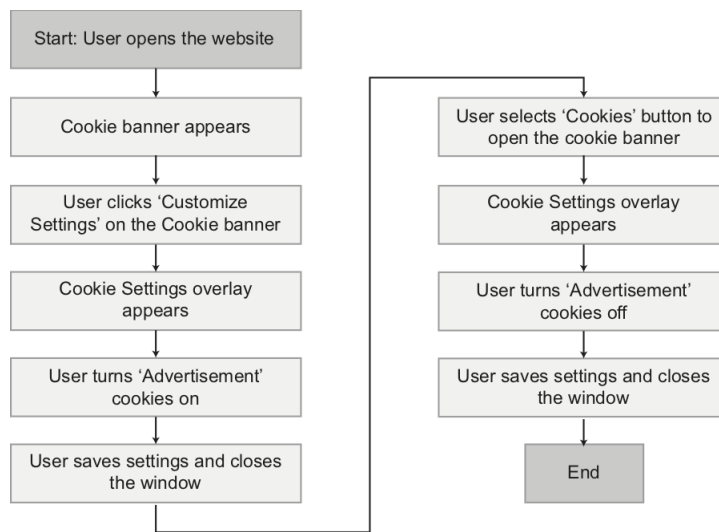 Start: User opens the website
Cookie banner appears
User clicks ‘Customize
Settings’ on the Cookie banner
Cookie Settings overlay
appears
User turns ‘Advertisement’
cookies on
User saves settings and closes
the window
User selects ‘Cookies’ button to
open the cookie banner
Cookie Settings overlay
appears
User turns ‘Advertisement’
cookies off
User saves settings and closes
the window
End